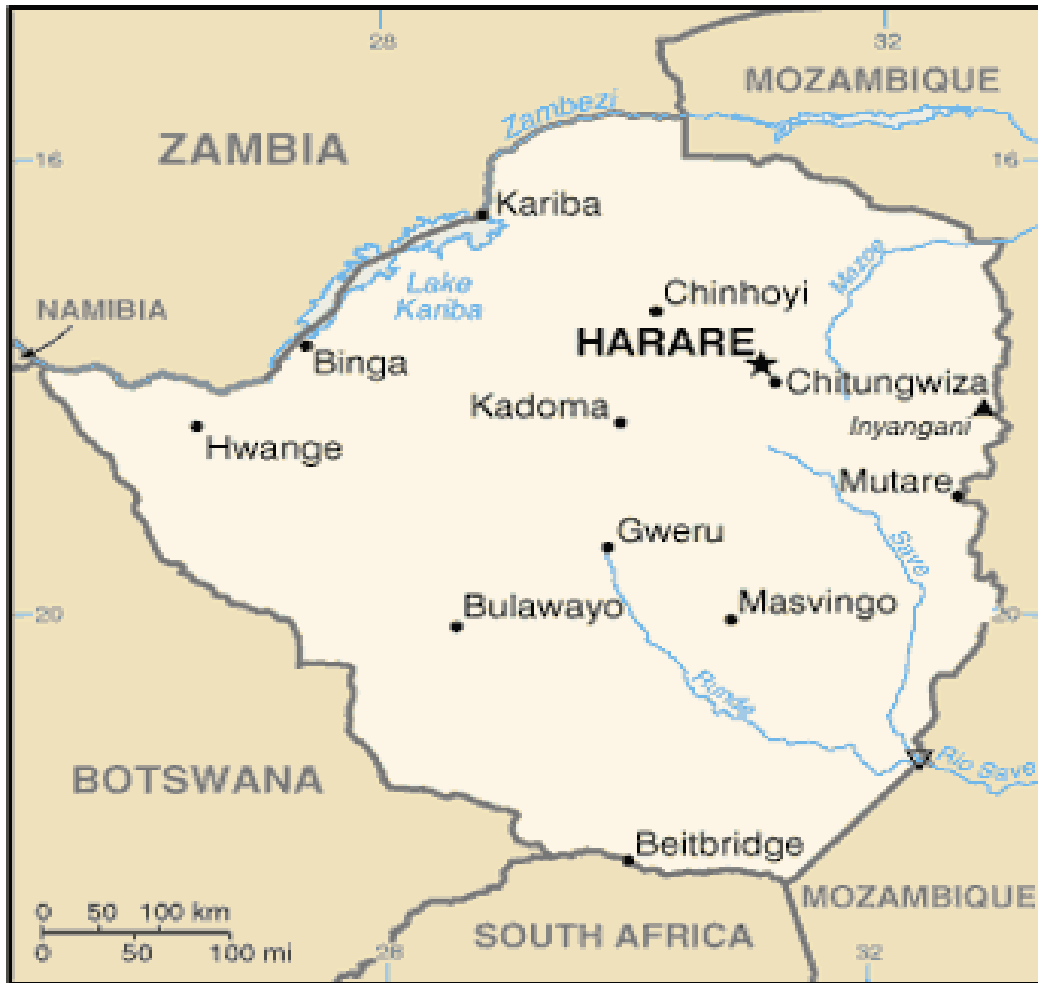 28
32
MOZAMBIQUE
Zambezi
ZAMBIA
16
16
Kariba
Mazoe
Lake
Kariba
Chinhoyi
NAMIBIA
HARARE
Binga
Chitungwiza
Kadoma
Inyangani
Hwange
Mutare
Gweru
Save
Bulawayo
Masvingo
20
20
Runde
Rio Save
BOTSWANA
Beitbridge
MOZAMBIQUE
0 50 100 km
SOUTH AFRICA
0 50 100 mi
28
32